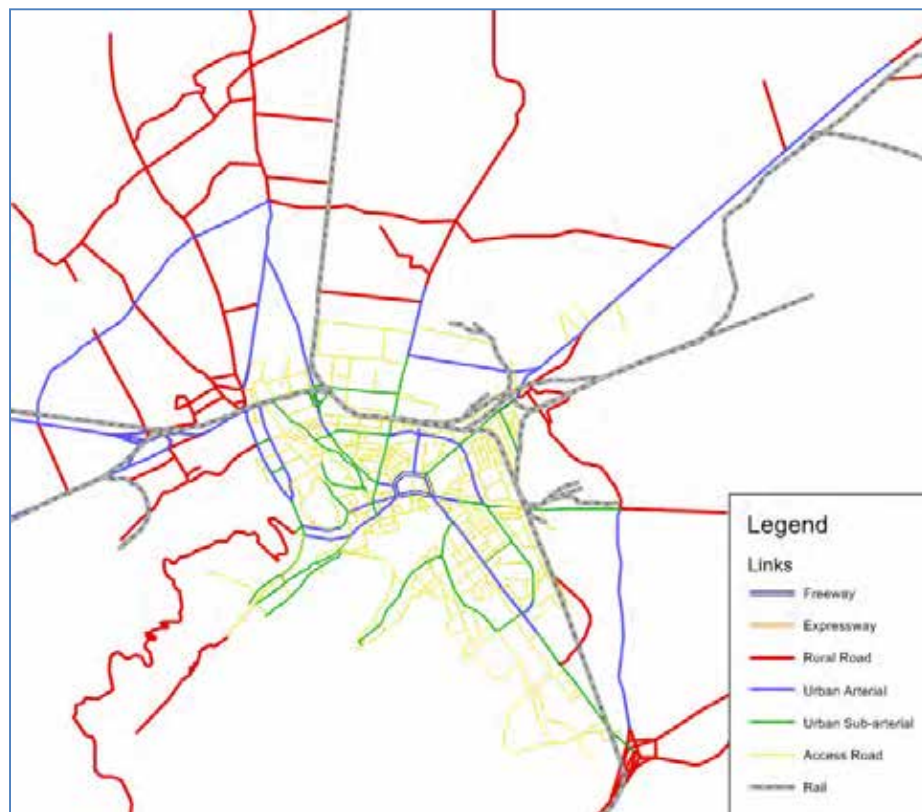 Legend
Links
Freeway
Expressway
Rural Road
Urban Arterial
Urban Sub-arterial
Access Road
Rail